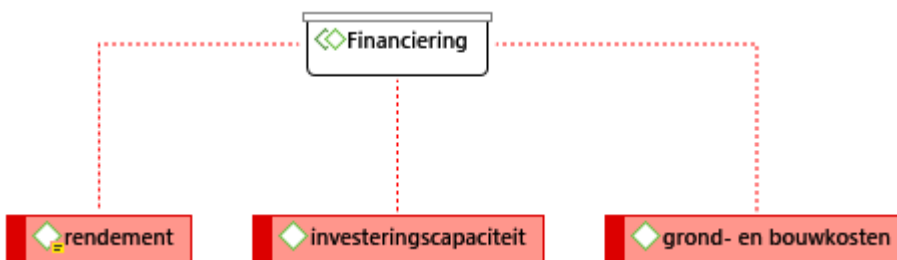 Financiering
rendement
investeringscapaciteit
grond- en bouwkosten